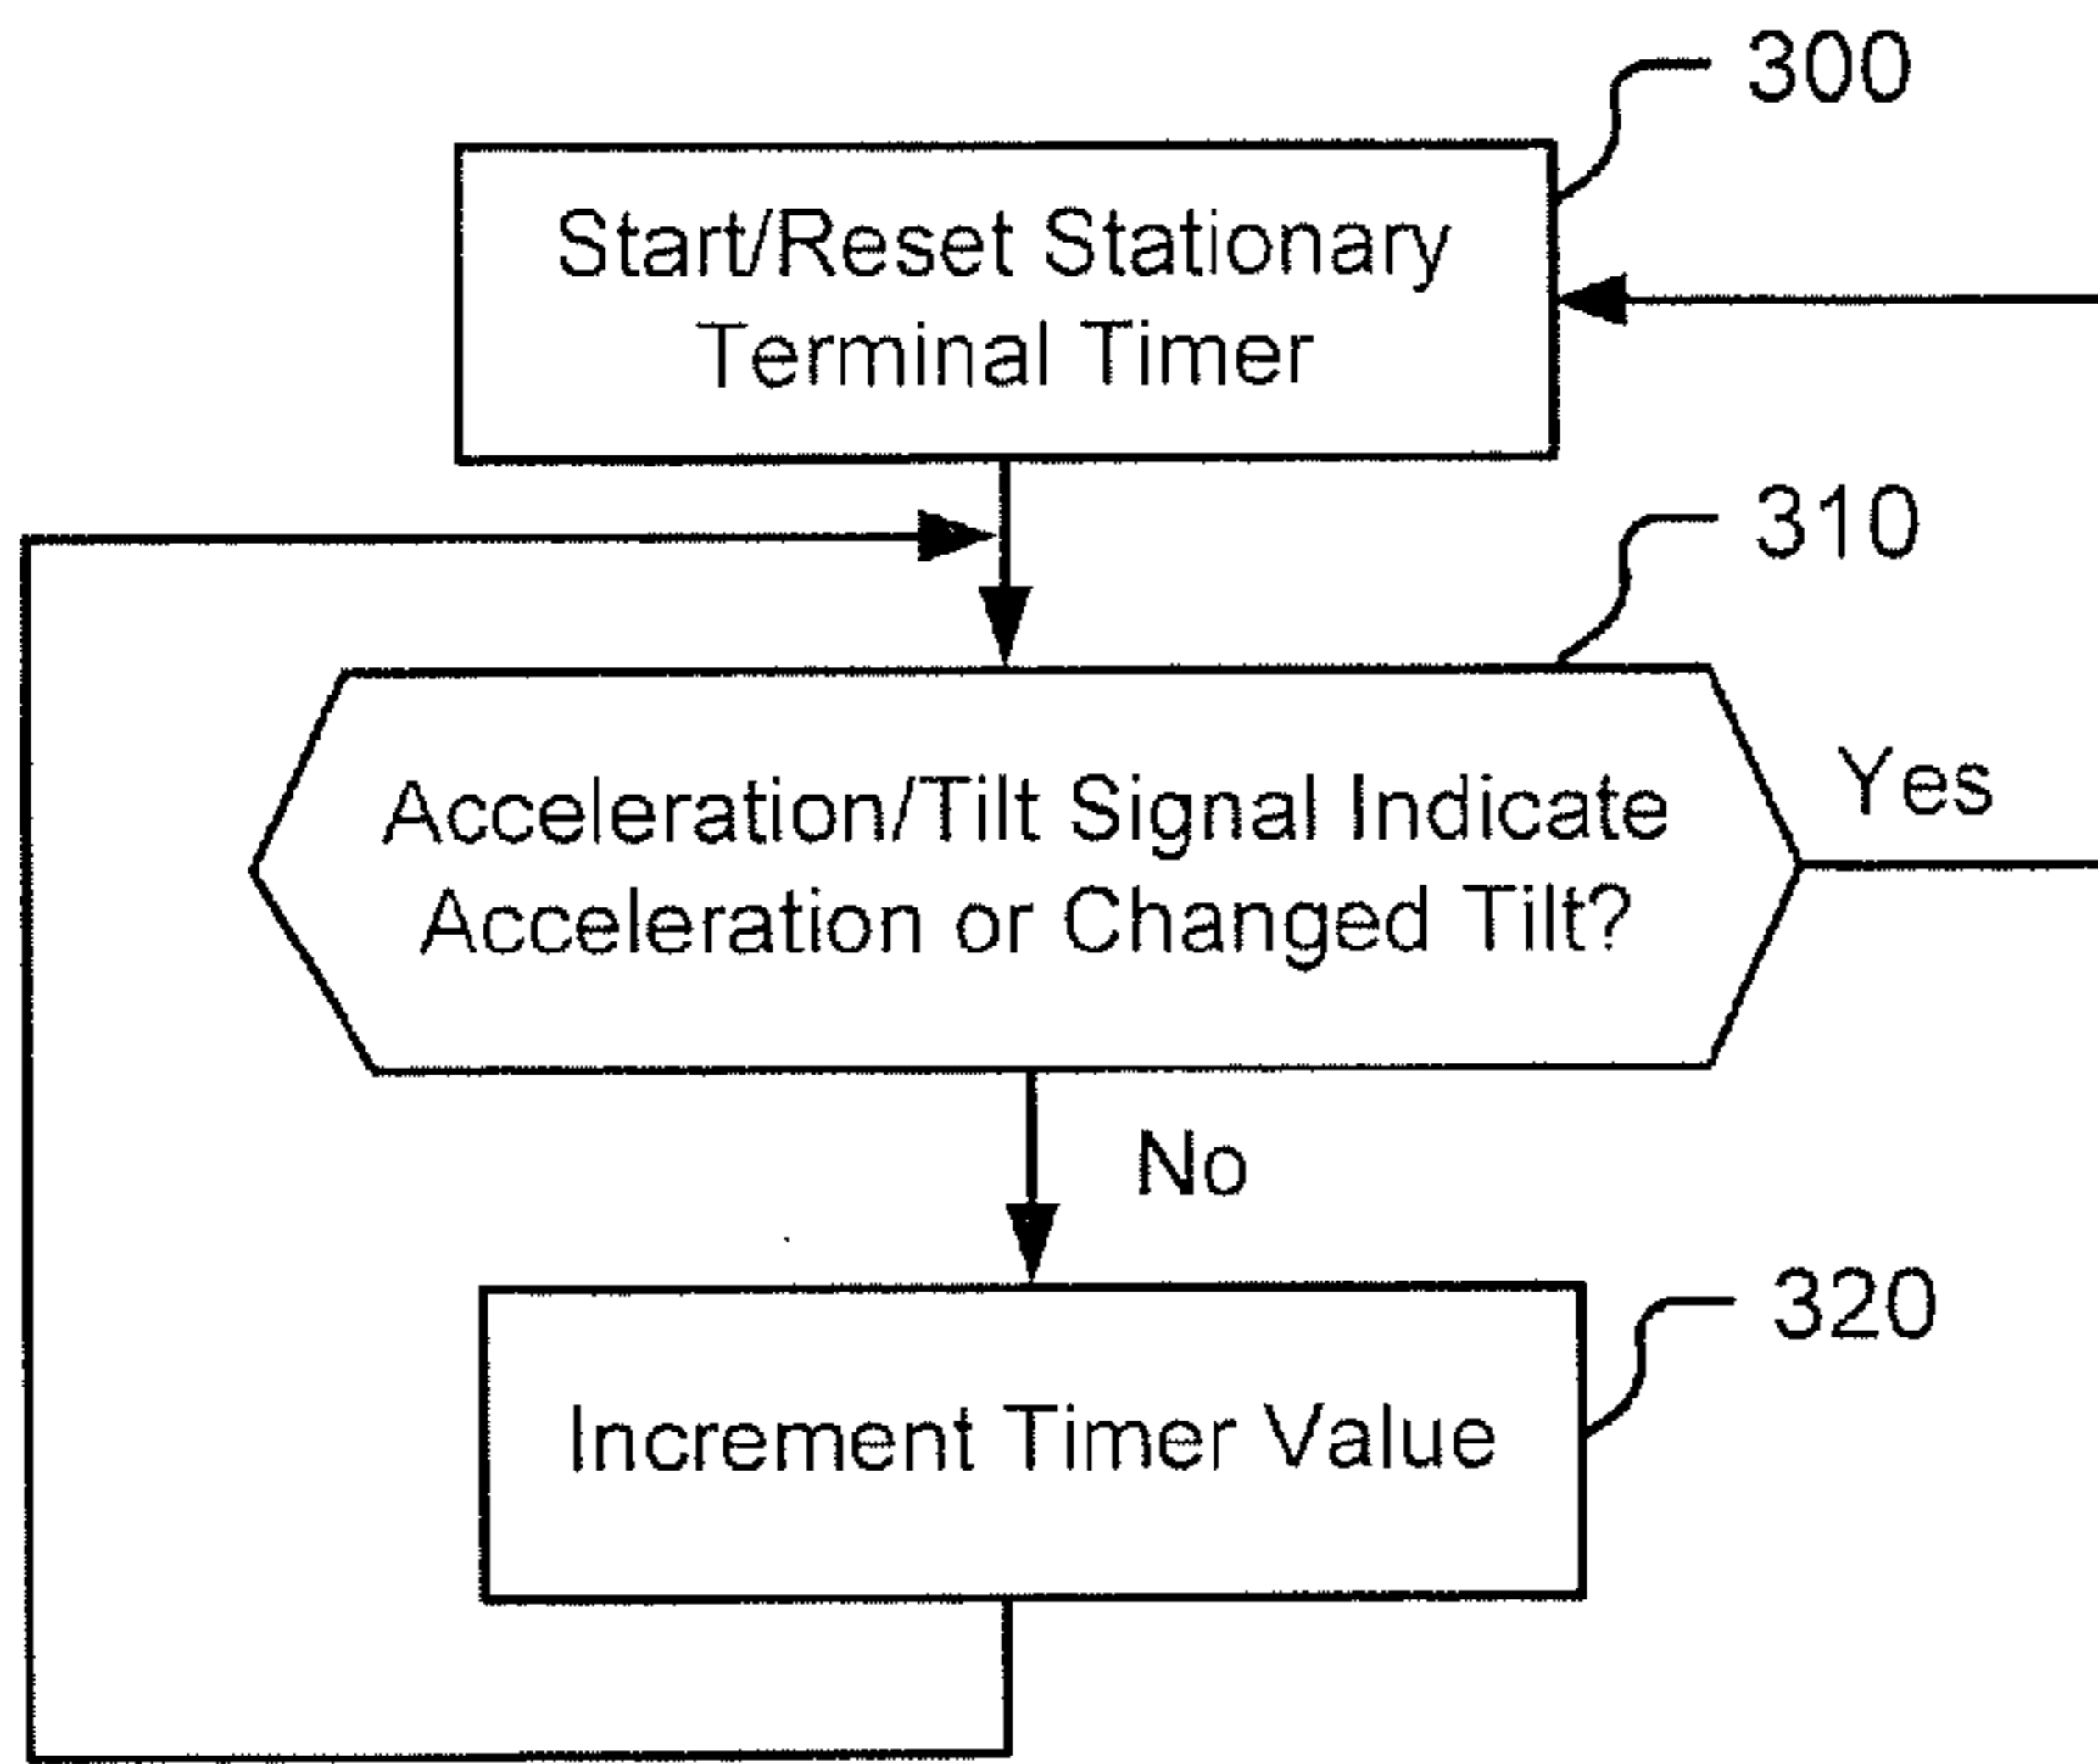 300
Start/Reset Stationary
Terminal Timer
310
Acceleration/Tilt Signal Indicate
Acceleration or Changed Tilt?
Yes
No
320
Increment Timer Value